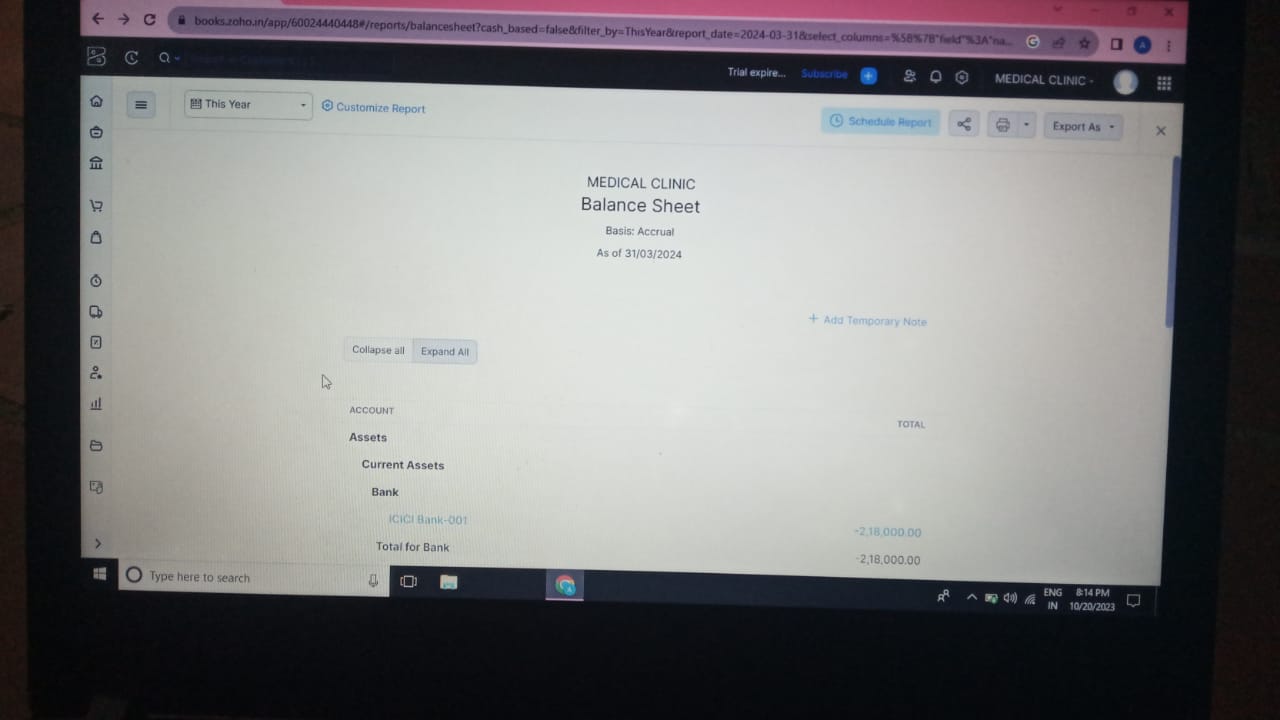 books.zoho.in/app/60024440448#/reports/balancesheet?cash_based=false&filter_by=ThisYear&report_date=2024-03-31&select_columns=%5B%7B"field"%3A"na...
Trial expire... Subscribe MEDICAL CLINIC
This Year Customize Report Schedule Report Export As
MEDICAL CLINIC
Balance Sheet
Basis: Accrual
As of 31/03/2024
+ Add Temporary Note
Collapse all Expand All
ACCOUNT TOTAL
Assets
Current Assets
Bank
ICICI Bank-001 -2,18,000.00
Total for Bank -2,18,000.00
Type here to search
ENG 8:14 PM
IN 10/20/2023